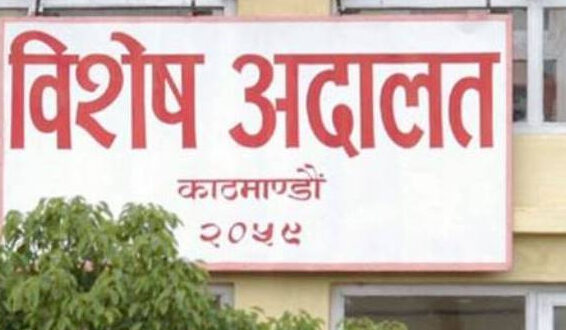 विशेष अदालत
काठमाण्डौं
२०५९